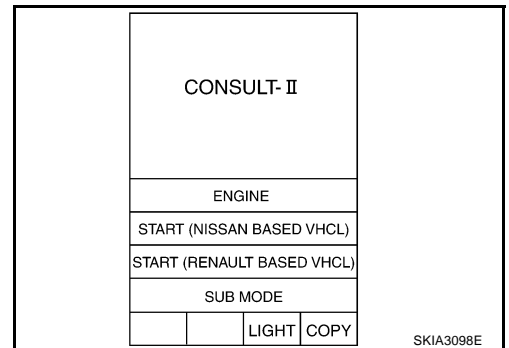 CONSULT-II
ENGINE
START (NISSAN BASED VHCL)
START (RENAULT BASED VHCL)
SUB MODE
LIGHT COPY
SKIA3098E